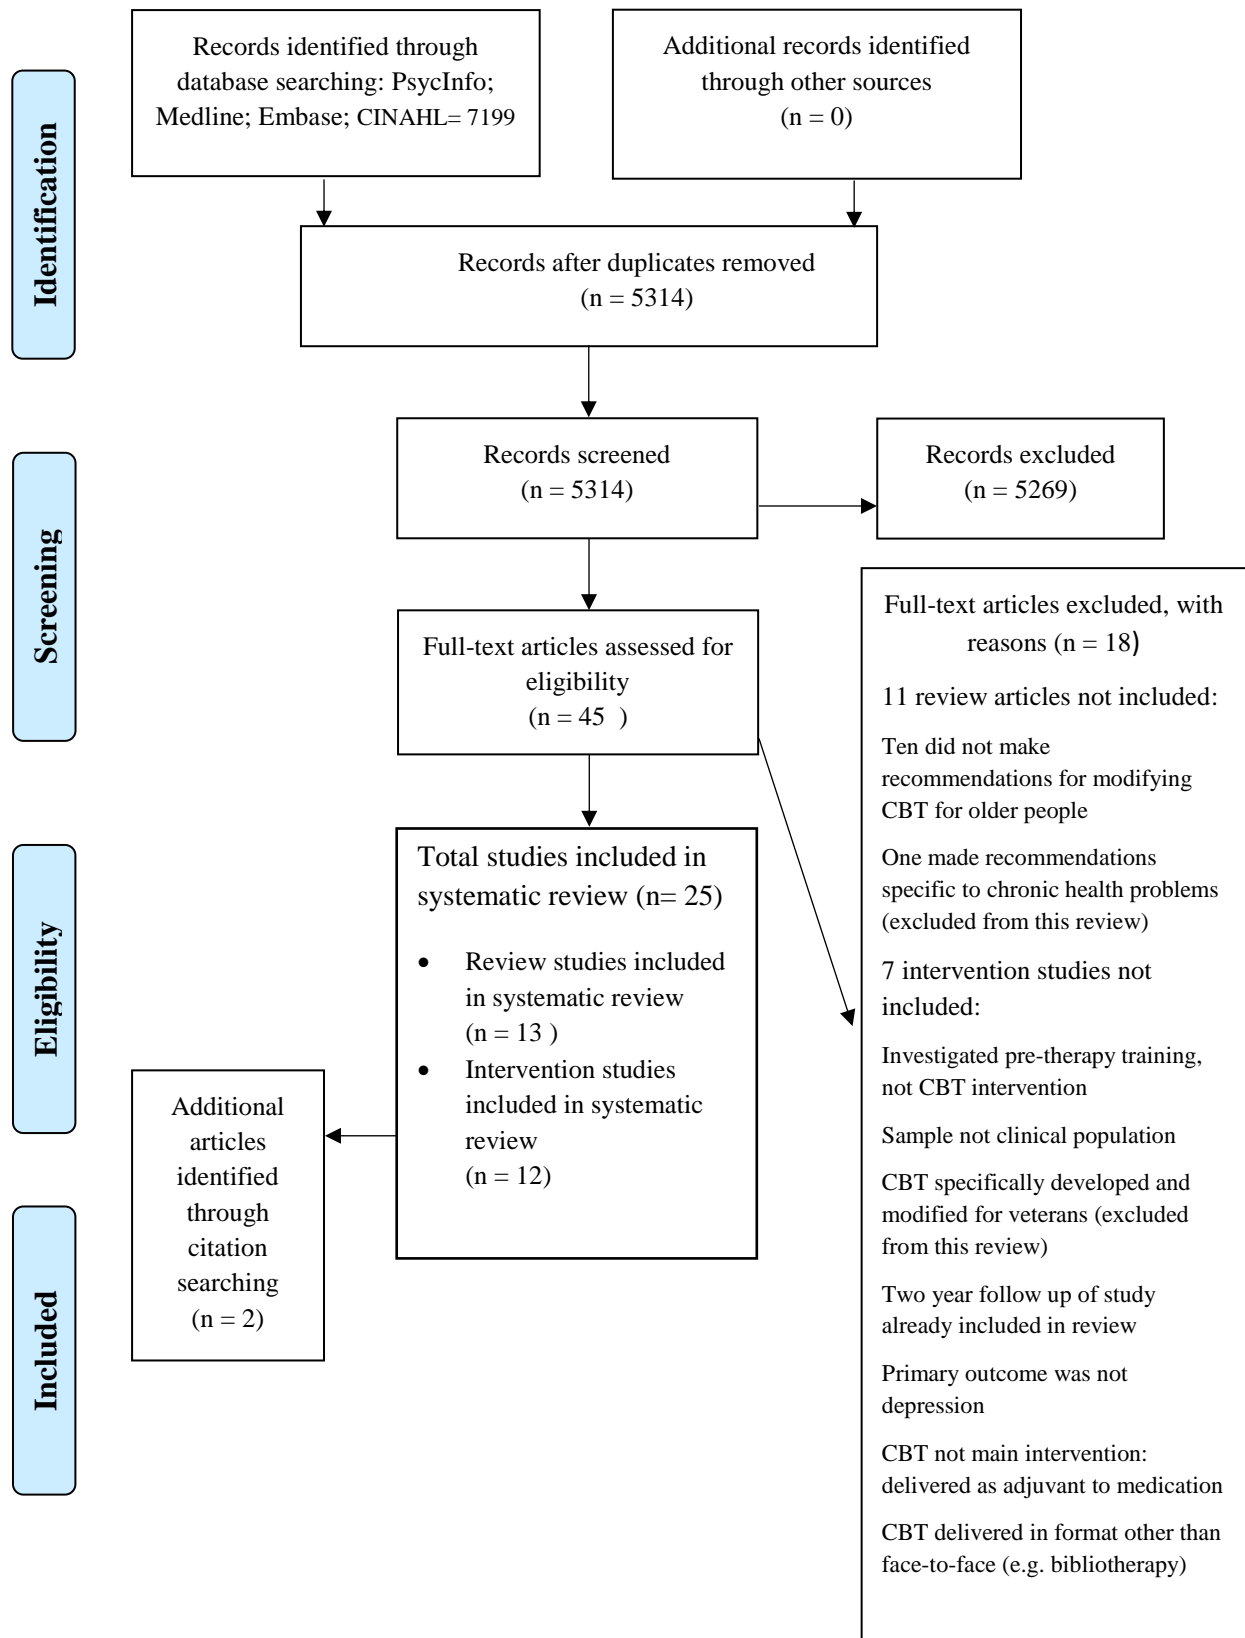 Records identified through
database searching: PsycInfo;
Medline; Embase; CINAHL= 7199
Additional records identified
through other sources
(n = 0)
Identification
Records after duplicates removed
(n = 5314)
Records screened
(n = 5314)
Records excluded
(n = 5269)
Screening
Full-text articles assessed for
eligibility
(n = 45 )
Full-text articles excluded, with
reasons (n = 18)
11 review articles not included:
Ten did not make
recommendations for modifying
CBT for older people
One made recommendations
specific to chronic health problems
(excluded from this review)
7 intervention studies not
included:
Investigated pre-therapy training,
not CBT intervention
Sample not clinical population
CBT specifically developed and
modified for veterans (excluded
from this review)
Two year follow up of study
already included in review
Primary outcome was not
depression
CBT not main intervention:
delivered as adjuvant to medication
CBT delivered in format other than
face-to-face (e.g. bibliotherapy)
Eligibility
Total studies included in
systematic review (n= 25)
• Review studies included
in systematic review
(n = 13 )
• Intervention studies
included in systematic
review
(n = 12)
Additional
articles
identified
through
citation
searching
(n = 2)
Included